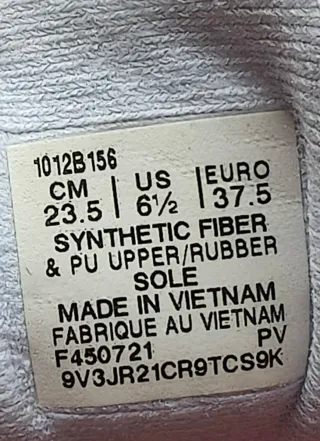 1012B156
CM | US | EURO
23.5 | 6½ | 37.5
SYNTHETIC FIBER
& PU UPPER/RUBBER
SOLE
MADE IN VIETNAM
FABRIQUE AU VIETNAM
F450721 PV
9V3JR21CR9TCS9K